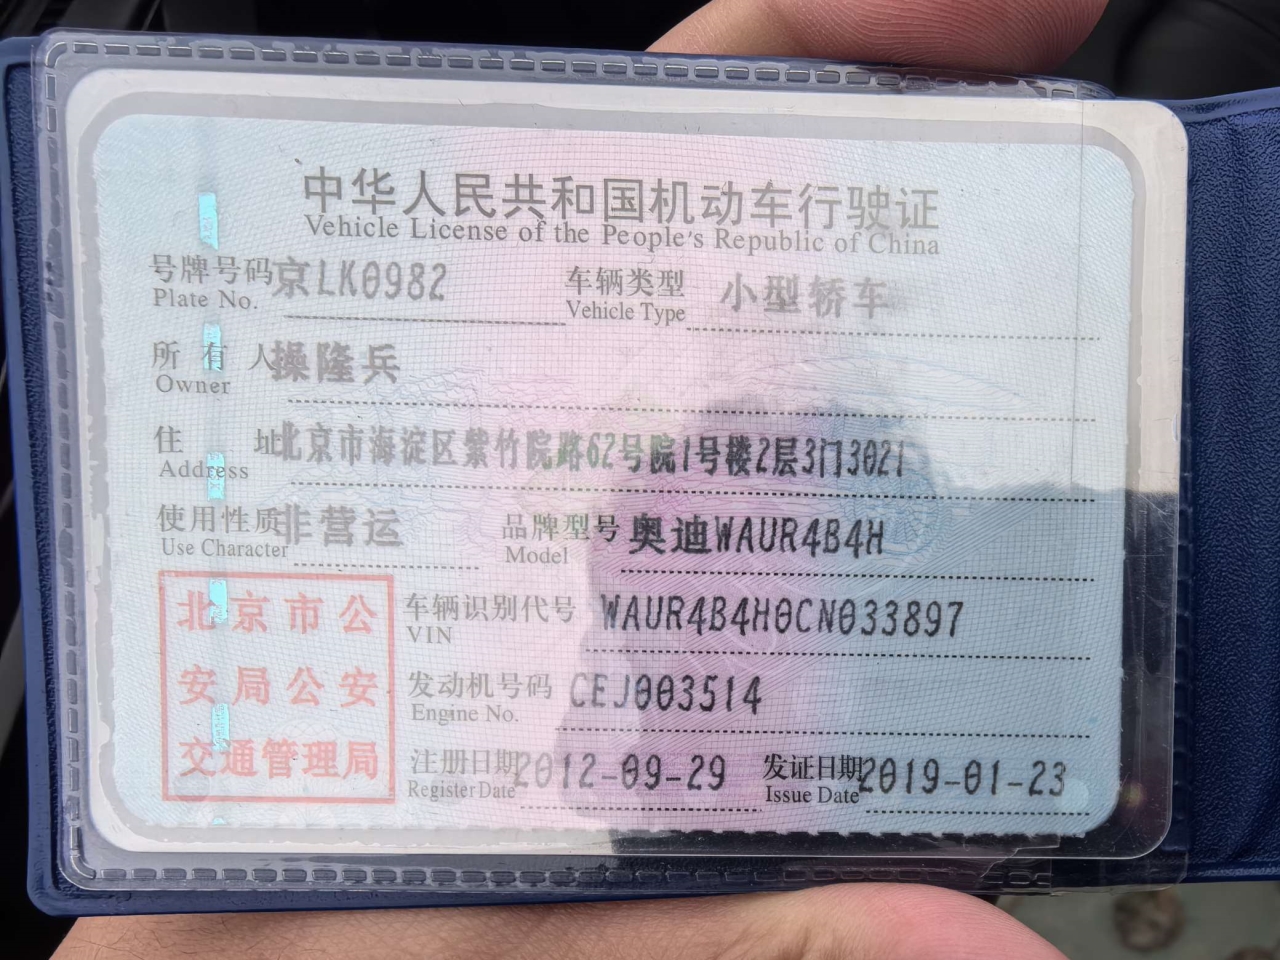 中华人民共和国机动车行驶证
Vehicle License of the People's Republic of China
号牌号码 京LK0982 车辆类型 小型轿车
Plate No. Vehicle Type
所有人 操隆兵
Owner
住址 北京市海淀区紫竹院路62号院1号楼2层3门3021
Address
使用性质 非营运 品牌型号 奥迪WAUR4B4H
Use Character Model
北京市公
安局公安
交通管理局
车辆识别代号 WAUR4B4H0CN033897
VIN
发动机号码 CEJ003514
Engine No.
注册日期 2012-09-29 发证日期 2019-01-23
Register Date Issue Date